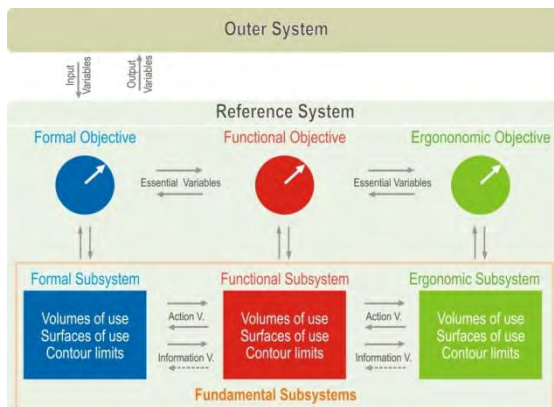 Outer System
Input
Variables
Output
Variables
Reference System
Formal Objective
Functional Objective
Ergononomic Objective
Essential Variables
Essential Variables
Formal Subsystem
Functional Subsystem
Ergonomic Subsystem
Volumes of use
Surfaces of use
Contour limits
Action V.
Information V.
Volumes of use
Surfaces of use
Contour limits
Action V.
Information V.
Volumes of use
Surfaces of use
Contour limits
Fundamental Subsystems